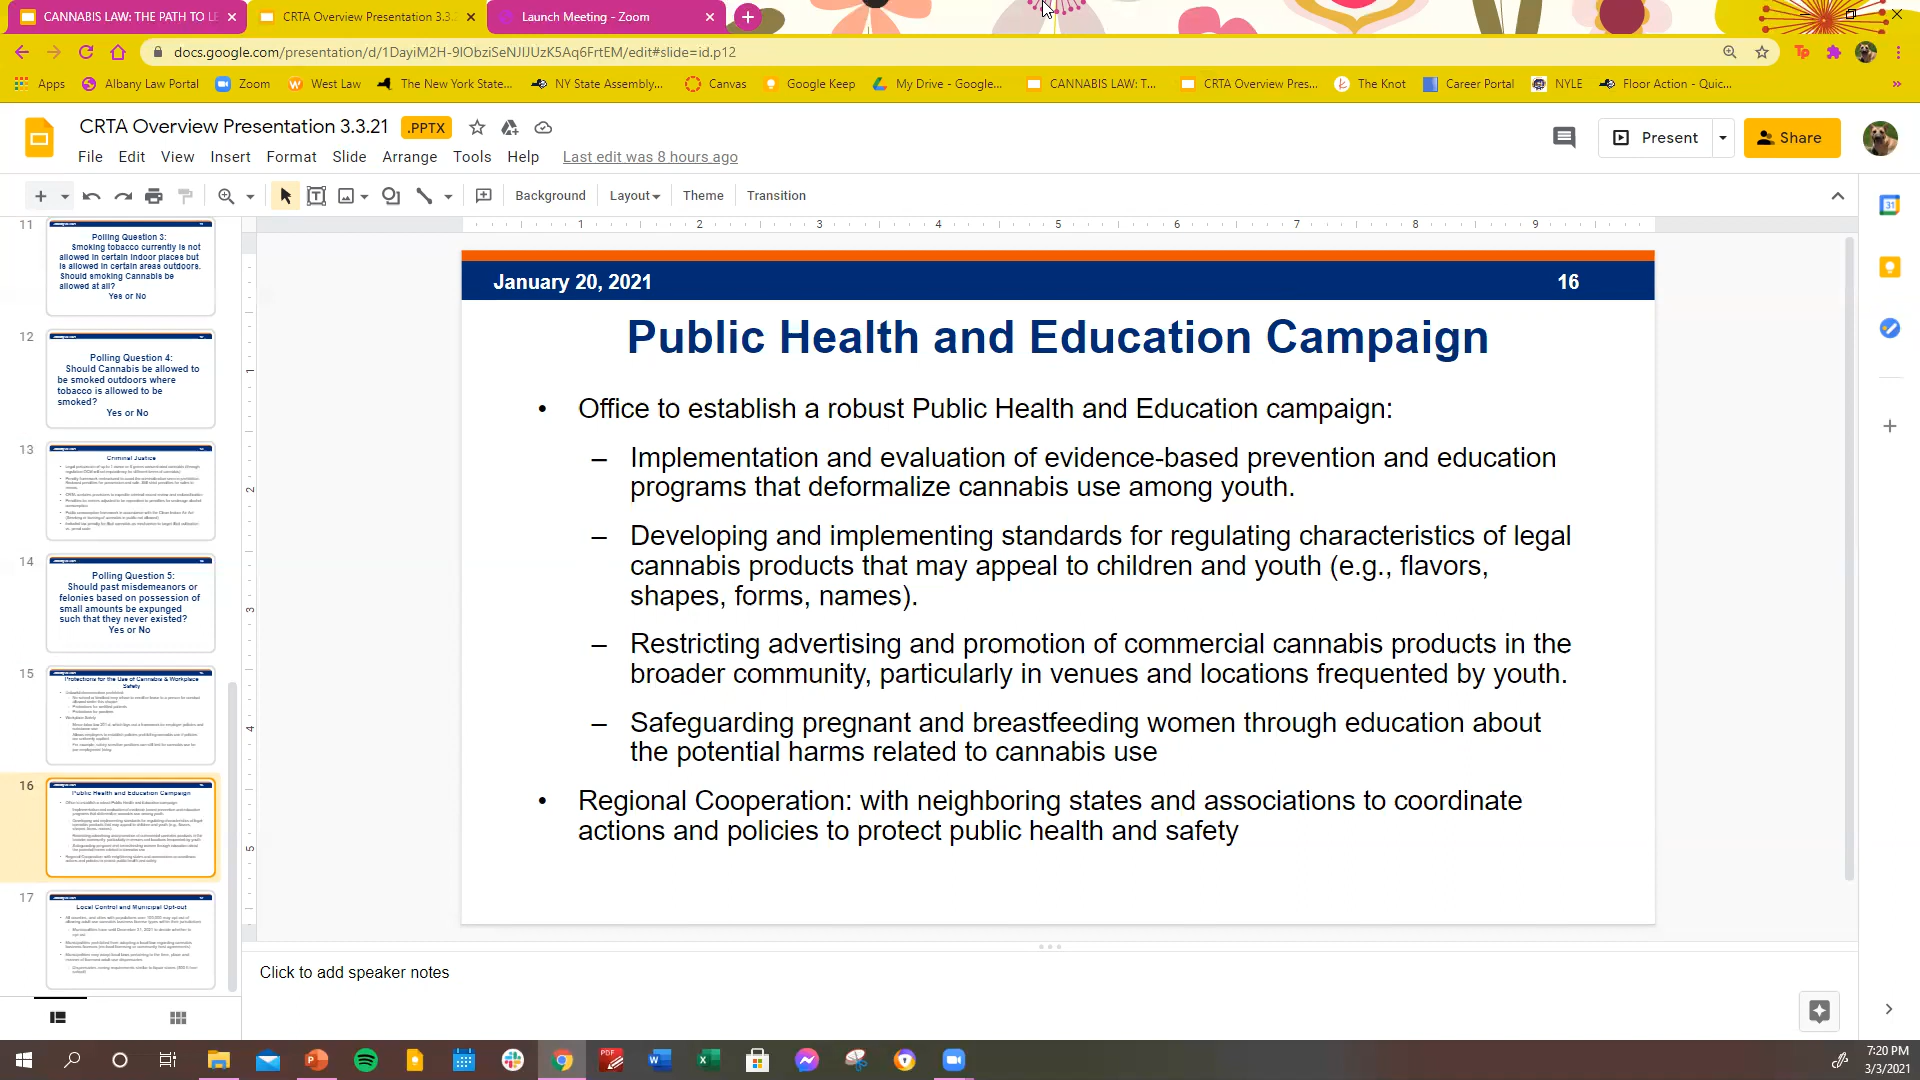 CANNABIS LAW: THE PATH TO LE
CRTA Overview Presentation 3.3.2
Launch Meeting - Zoom
docs.google.com/presentation/d/1DayiM2H-9lObziSeNJIJUzK5Aq6FrtEM/edit#slide=id.p12
Apps
Albany Law Portal
Zoom
West Law
The New York State...
NY State Assembly...
Canvas
Google Keep
My Drive - Google...
CANNABIS LAW: T...
CRTA Overview Pres...
The Knot
Career Portal
NYLE
Floor Action - Quic...
CRTA Overview Presentation 3.3.21
.PPTX
Present
Share
File Edit View Insert Format Slide Arrange Tools Help Last edit was 8 hours ago
Background
Layout
Theme
Transition
1 2 3 4 5 6 7 8 9
11
Polling Question 3:
Smoking tobacco currently is not
allowed in certain indoor places but
is allowed in certain areas outdoors.
Should smoking Cannabis be
allowed at all?
Yes or No
12
Polling Question 4:
Should Cannabis be allowed to
be smoked outdoors where
tobacco is allowed to be
smoked?
Yes or No
13
Criminal Justice
14
Polling Question 5:
Should past misdemeanors or
felonies based on possession of
small amounts be expunged
such that they never existed?
Yes or No
15
Protections for the Use of Cannabis & Workplace
Safety
16
Public Health and Education Campaign
17
Local Control and Municipal Opt-out
1
2
3
4
5
January 20, 2021
16
Public Health and Education Campaign
• Office to establish a robust Public Health and Education campaign:
– Implementation and evaluation of evidence-based prevention and education
programs that deformalize cannabis use among youth.
– Developing and implementing standards for regulating characteristics of legal
cannabis products that may appeal to children and youth (e.g., flavors,
shapes, forms, names).
– Restricting advertising and promotion of commercial cannabis products in the
broader community, particularly in venues and locations frequented by youth.
– Safeguarding pregnant and breastfeeding women through education about
the potential harms related to cannabis use
• Regional Cooperation: with neighboring states and associations to coordinate
actions and policies to protect public health and safety
Click to add speaker notes
7:20 PM
3/3/2021